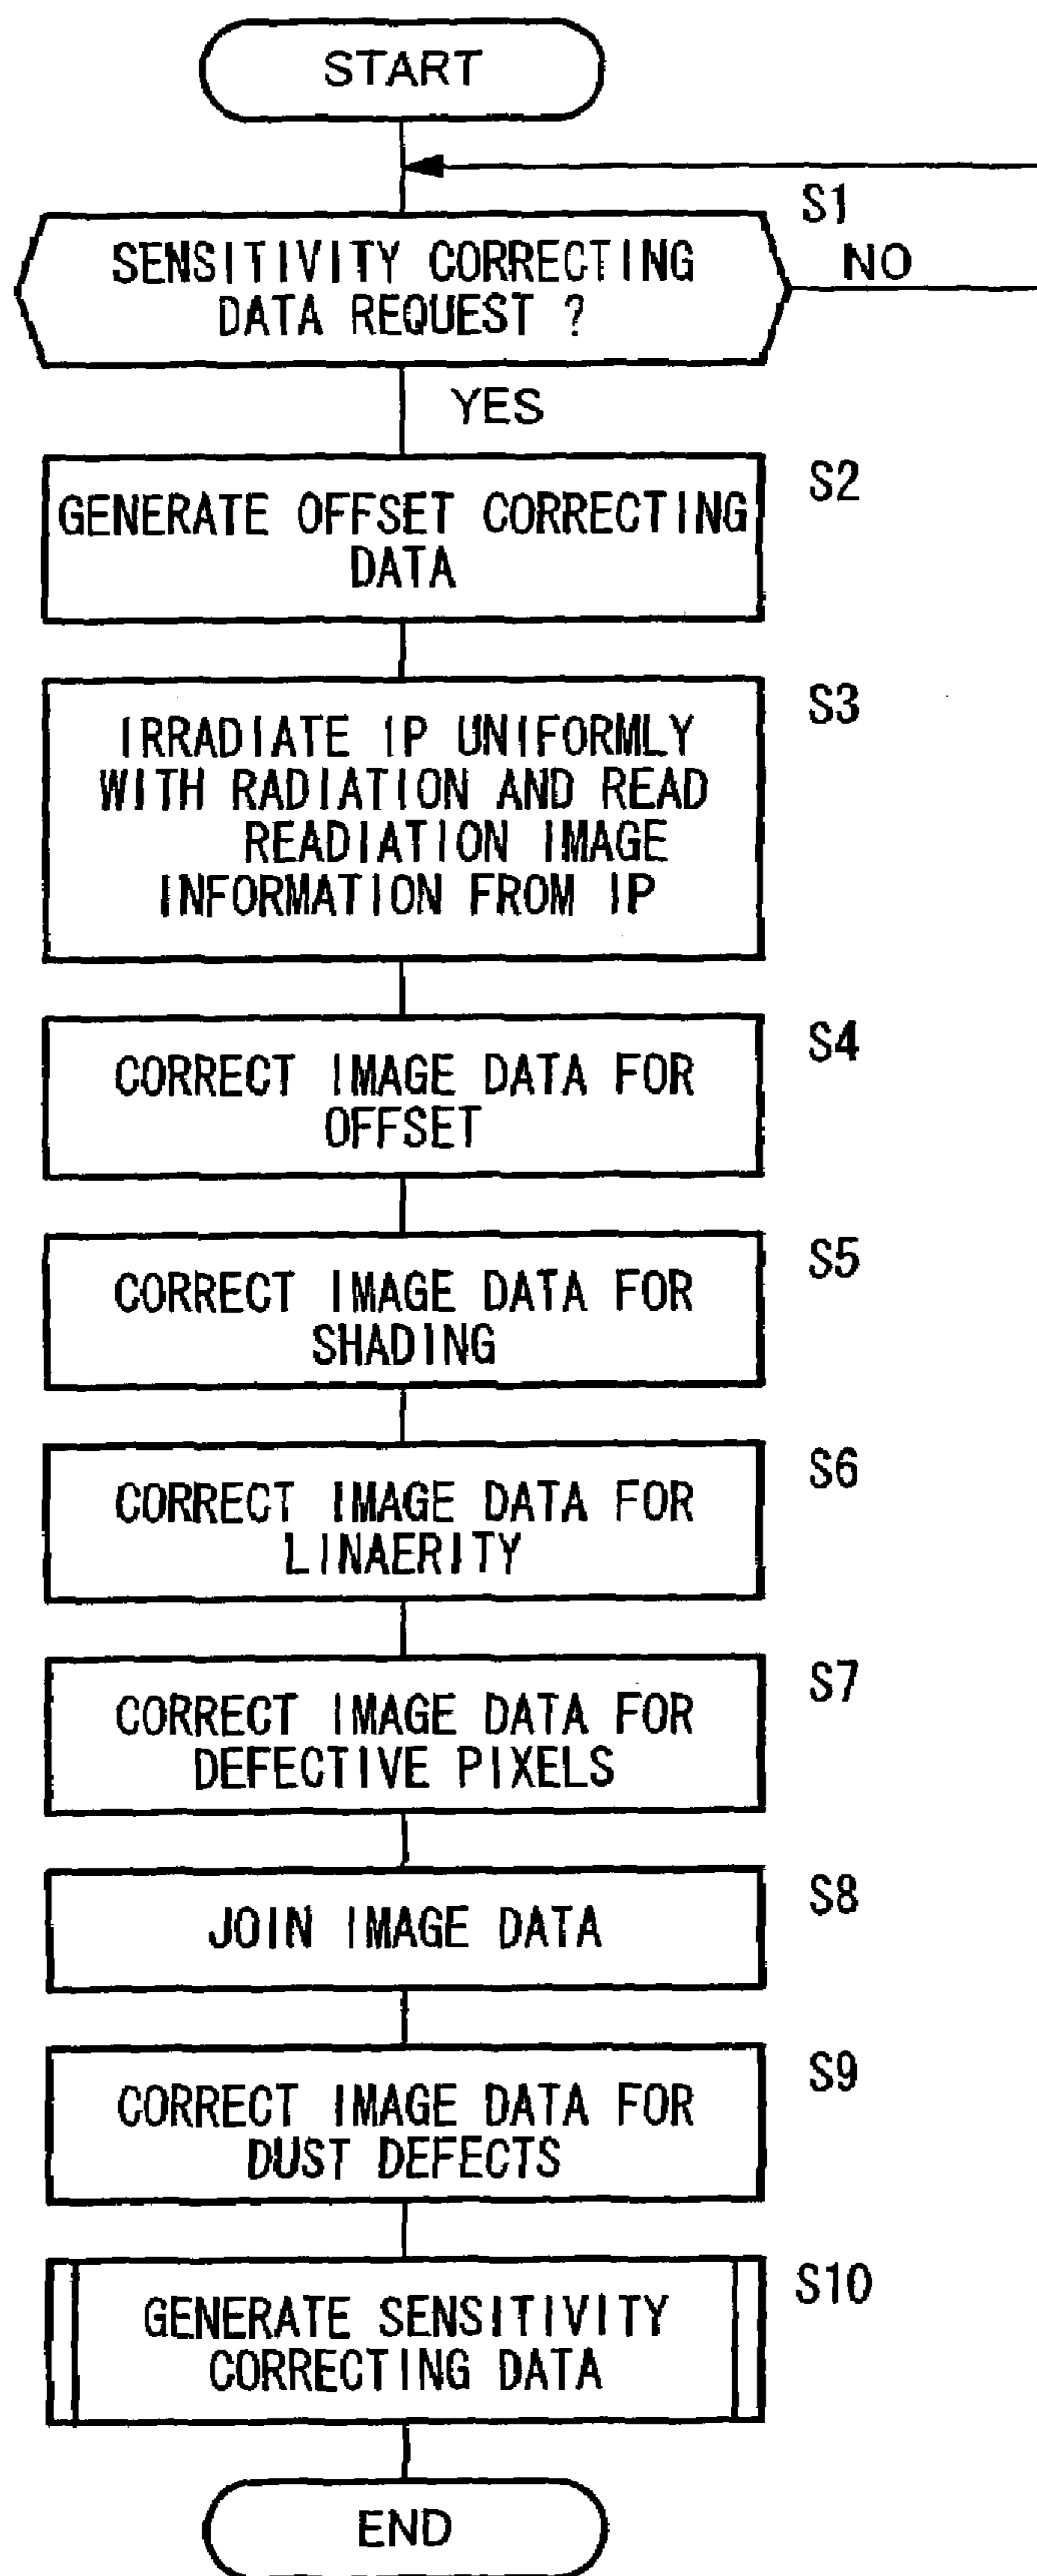 START
S1
SENSITIVITY CORRECTING
DATA REQUEST ?
NO
YES
S2
GENERATE OFFSET CORRECTING
DATA
S3
IRRADIATE IP UNIFORMLY
WITH RADIATION AND READ
READIATION IMAGE
INFORMATION FROM IP
S4
CORRECT IMAGE DATA FOR
OFFSET
S5
CORRECT IMAGE DATA FOR
SHADING
S6
CORRECT IMAGE DATA FOR
LINAERITY
S7
CORRECT IMAGE DATA FOR
DEFECTIVE PIXELS
S8
JOIN IMAGE DATA
S9
CORRECT IMAGE DATA FOR
DUST DEFECTS
S10
GENERATE SENSITIVITY
CORRECTING DATA
END